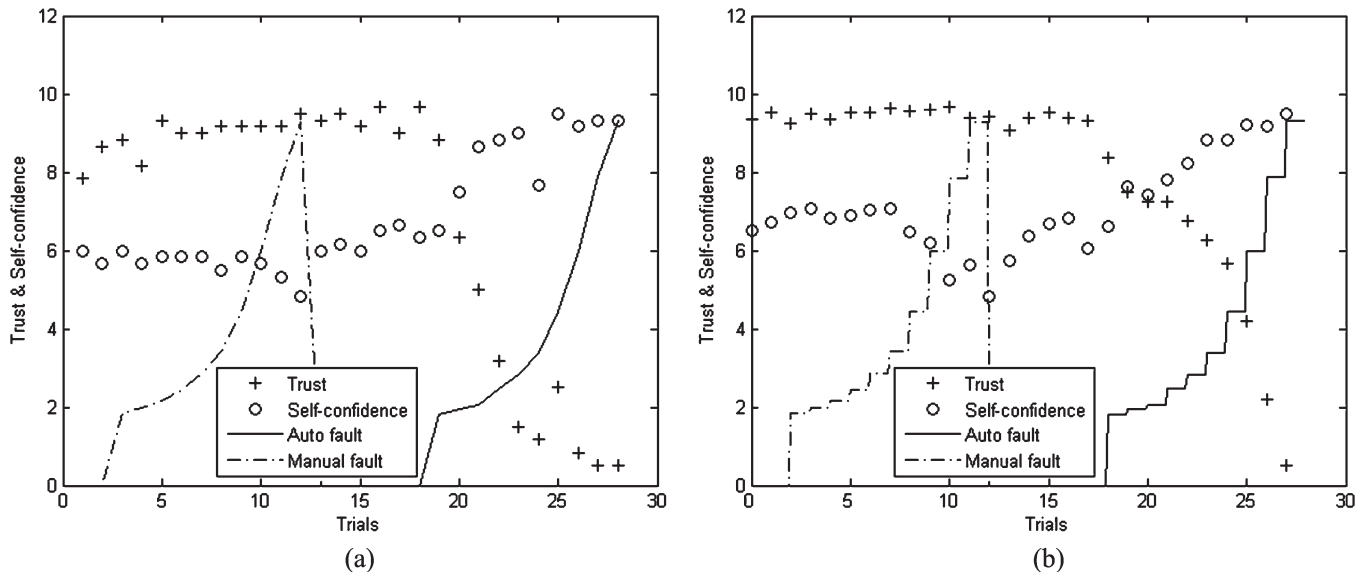 12
10
8
6
4
2
0
Trust & Self-confidence
0 5 10 15 20 25 30
Trials
Trust
Self-confidence
Auto fault
Manual fault
(a)
12
10
8
6
4
2
0
Trust & Self-confidence
0 5 10 15 20 25 30
Trials
Trust
Self-confidence
Auto fault
Manual fault
(b)